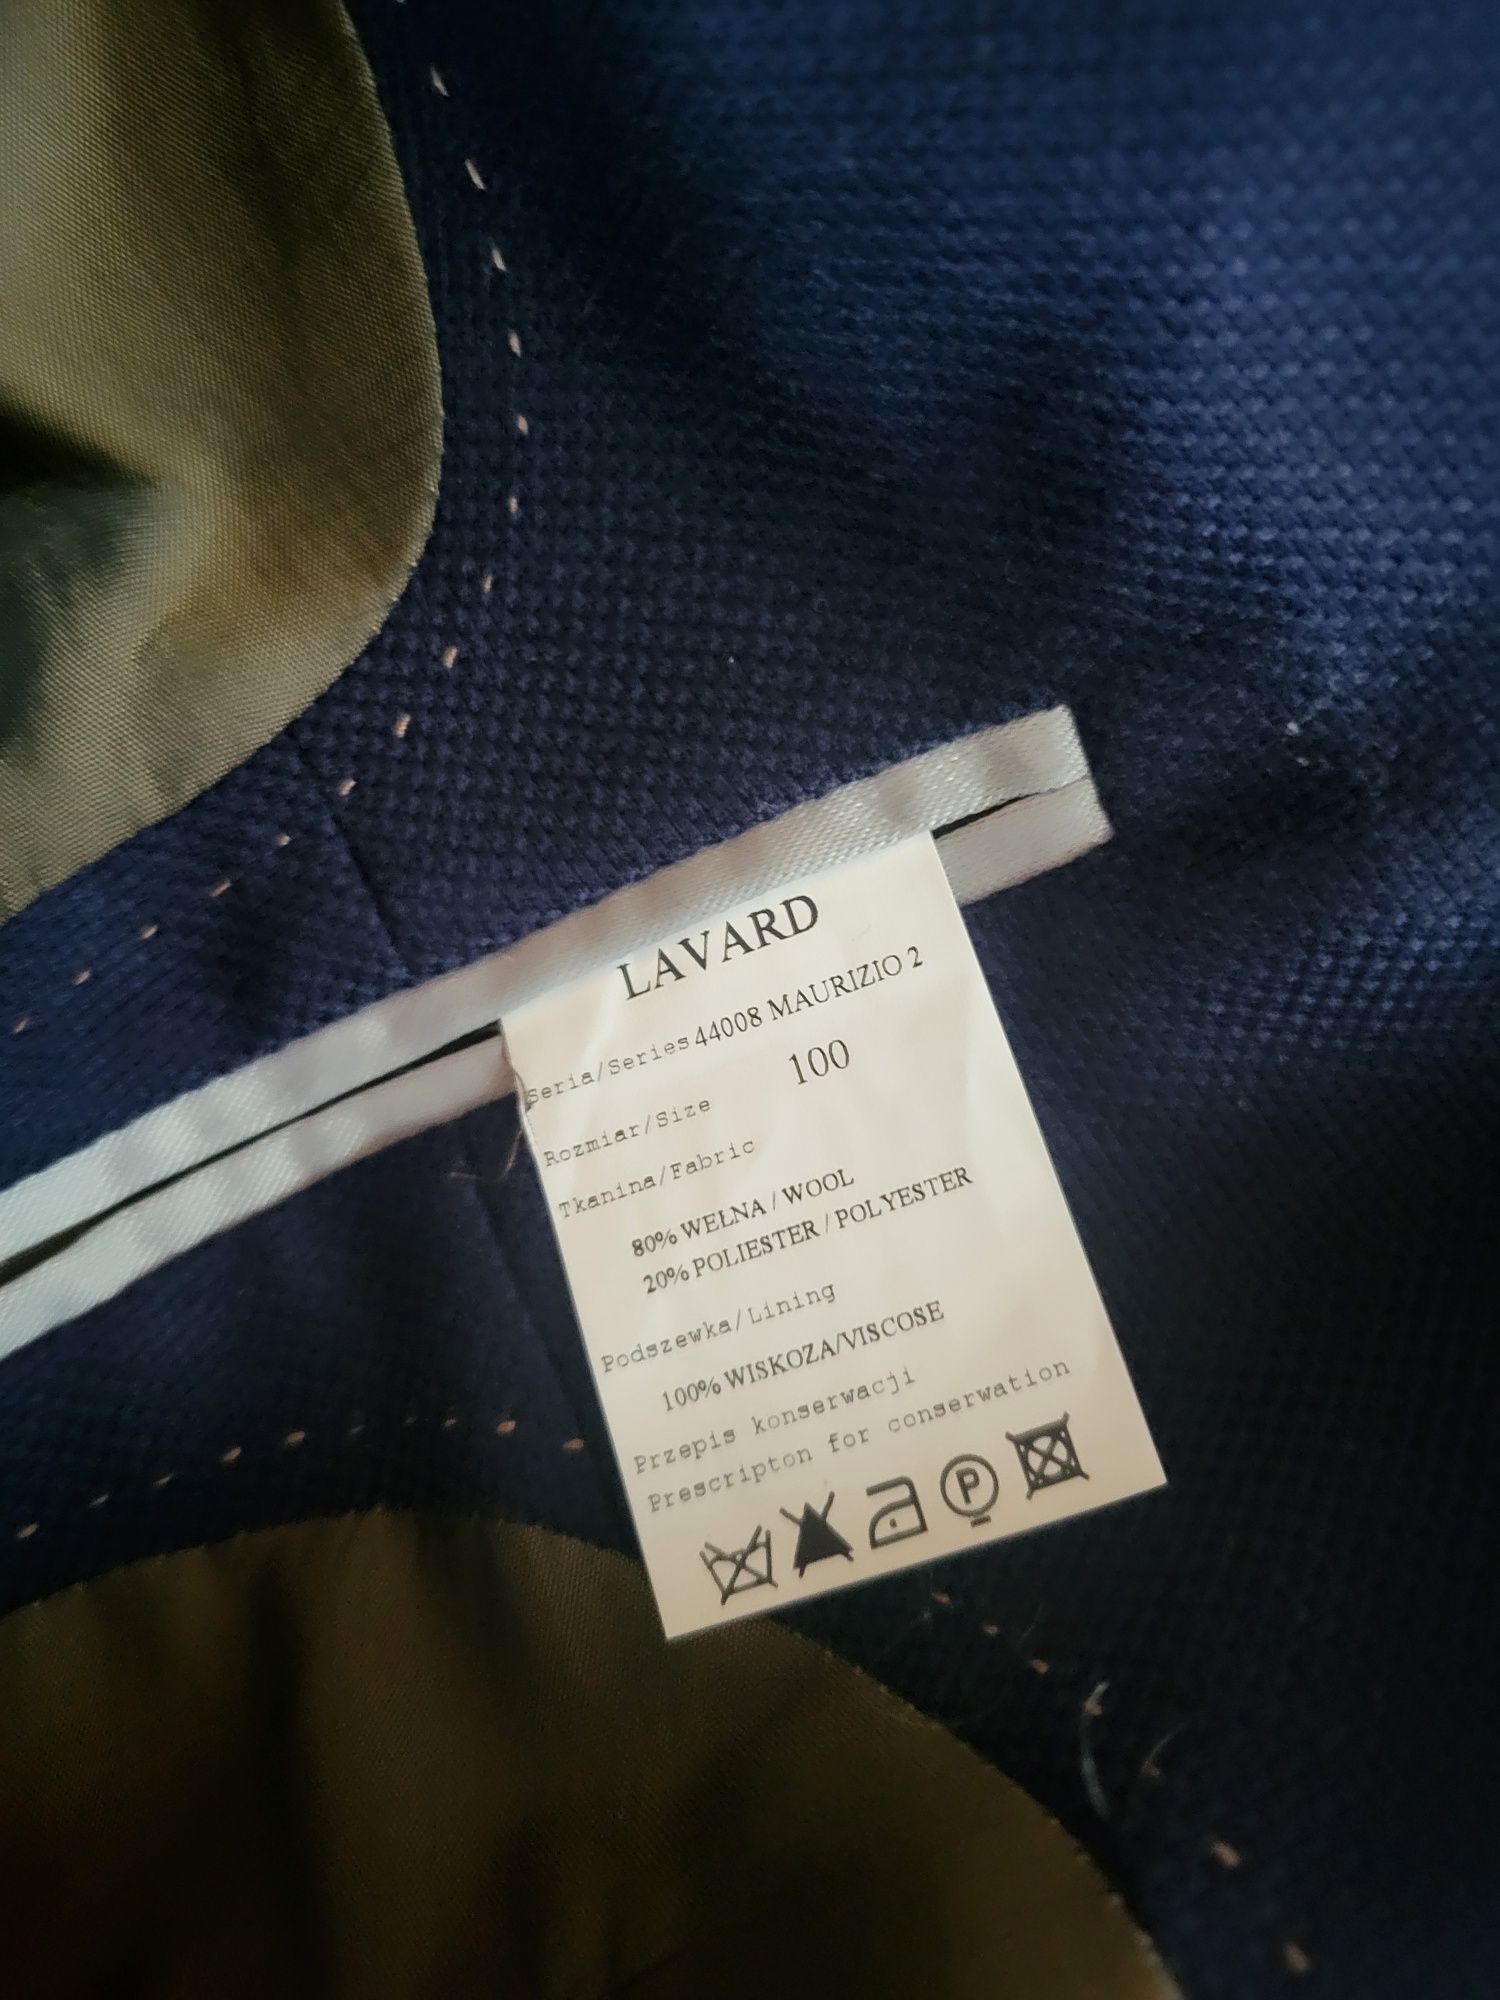 LAVARD
Seria/Series 44008 MAURIZIO 2
Rozmiar/Size 100
Tkanina/Fabric
80% WEŁNA / WOOL
20% POLIESTER / POLYESTER
Podszewka/Lining
100% WISKOZA/VISCOSE
Przepis konserwacji
Prescripton for conserwation
P